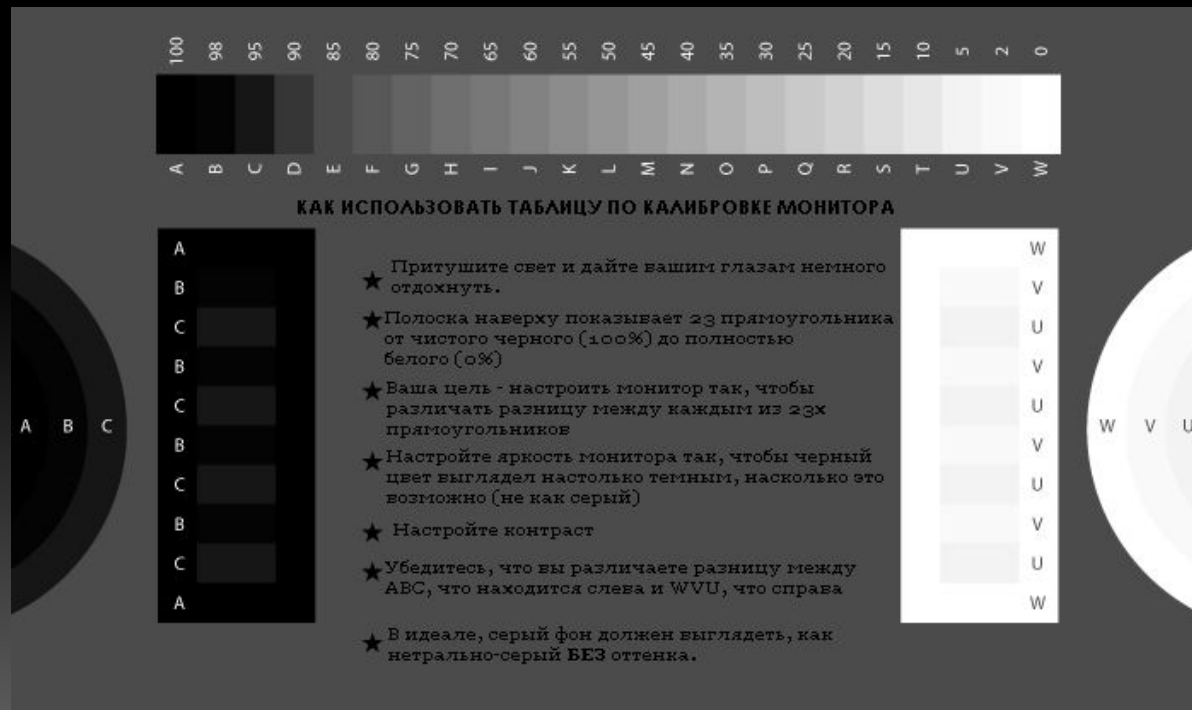 100 98 95 90 85 80 75 70 65 60 55 50 45 40 35 30 25 20 15 10 5 2 0
A B C D E F G H I J K L M N O P Q R S T U V W
КАК ИСПОЛЬЗОВАТЬ ТАБЛИЦУ ПО КАЛИБРОВКЕ МОНИТОРА
A
B
C
B
C
B
C
B
C
A
A B C
Притушите свет и дайте вашим глазам немного
отдохнуть.
Полоска наверху показывает 23 прямоугольника
от чистого черного (100%) до полностью
белого (0%)
Ваша цель - настроить монитор так, чтобы
различать разницу между каждым из 23х
прямоугольников
Настройте яркость монитора так, чтобы черный
цвет выглядел настолько темным, насколько это
возможно (не как серый)
Настройте контраст
Убедитесь, что вы различаете разницу между
ABC, что находится слева и WVU, что справа
В идеале, серый фон должен выглядеть, как
нетрально-серый БЕЗ оттенка.
W
V
U
V
U
V
U
V
U
W
W V U